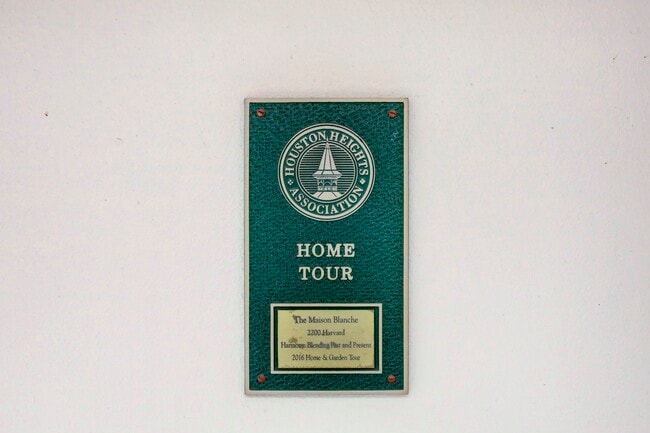 HOUSTON HEIGHTS
ASSOCIATION
HOME
TOUR
The Maison Blanche
2200 Harvard
Harmony: Blending Past and Present
2016 Home & Garden Tour